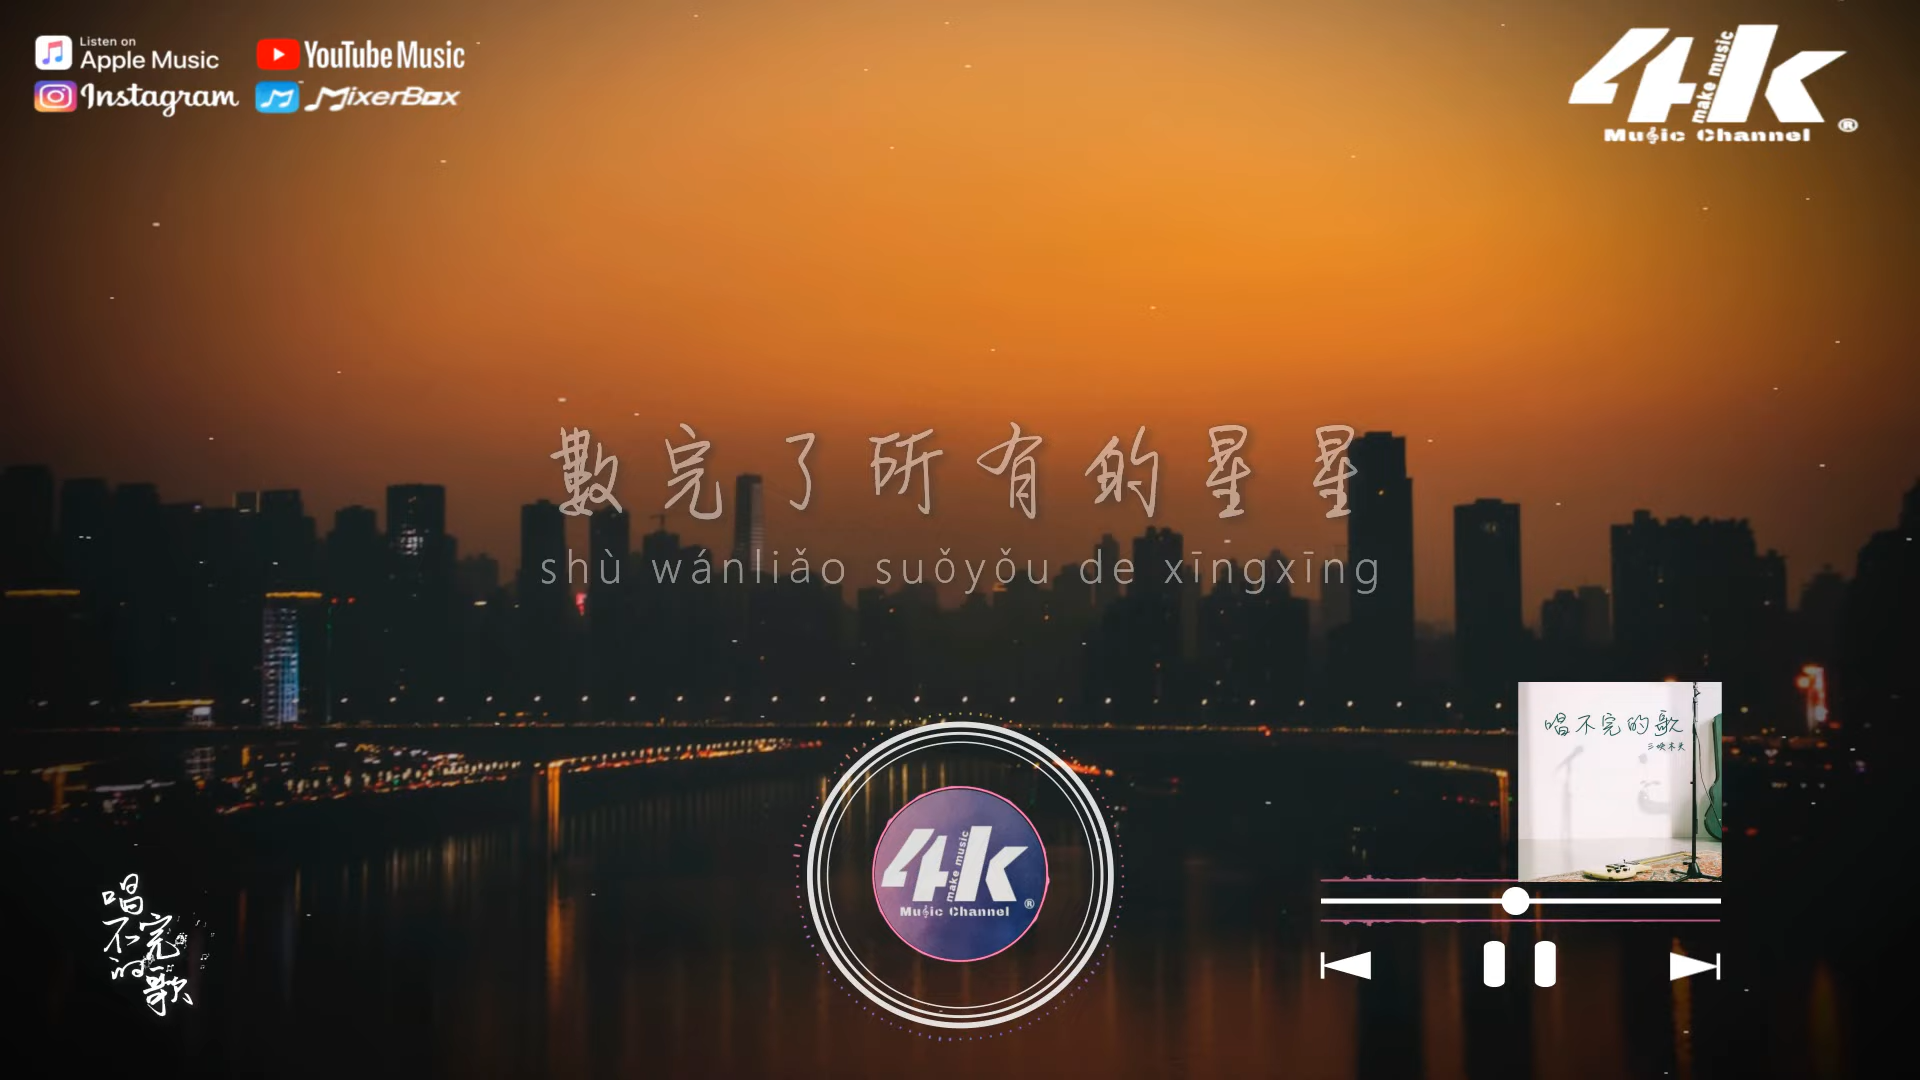 Listen on
Apple Music
YouTube Music
Instagram
MixerBox
4k
make music
Music Channel
®
數完了所有的星星
shù wánliǎo suǒyǒu de xīngxīng
唱不完的歌
4k
make music
Music Channel
®
唱
不完
的歌